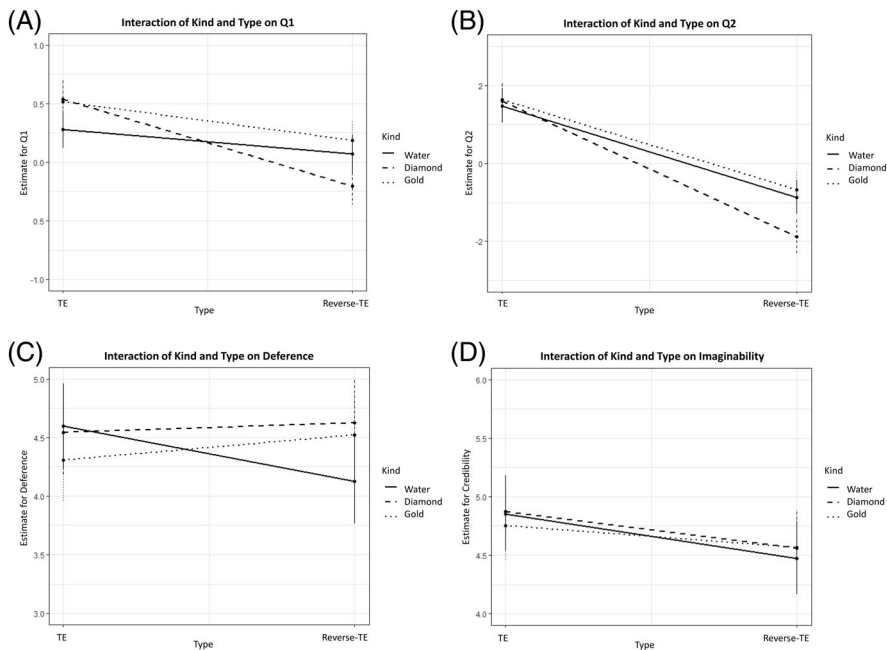 (A)
Interaction of Kind and Type on Q1
1.0
0.5
0.0
0.5
-1.0
Estimate for Q1
TE
Type
Reverse-TE
Kind
Water
Diamond
Gold
(B)
Interaction of Kind and Type on Q2
2
0
-2
Estimate for Q2
TE
Type
Reverse-TE
Kind
Water
Diamond
Gold
(C)
Interaction of Kind and Type on Deference
5.0
4.5
4.0
3.5
3.0
Estimate for Deference
TE
Type
Reverse-TE
Kind
Water
Diamond
Gold
(D)
Interaction of Kind and Type on Imaginability
6.0
5.5
5.0
4.5
4.0
Estimate for Credibility
TE
Type
Reverse-TE
Kind
Water
Diamond
Gold